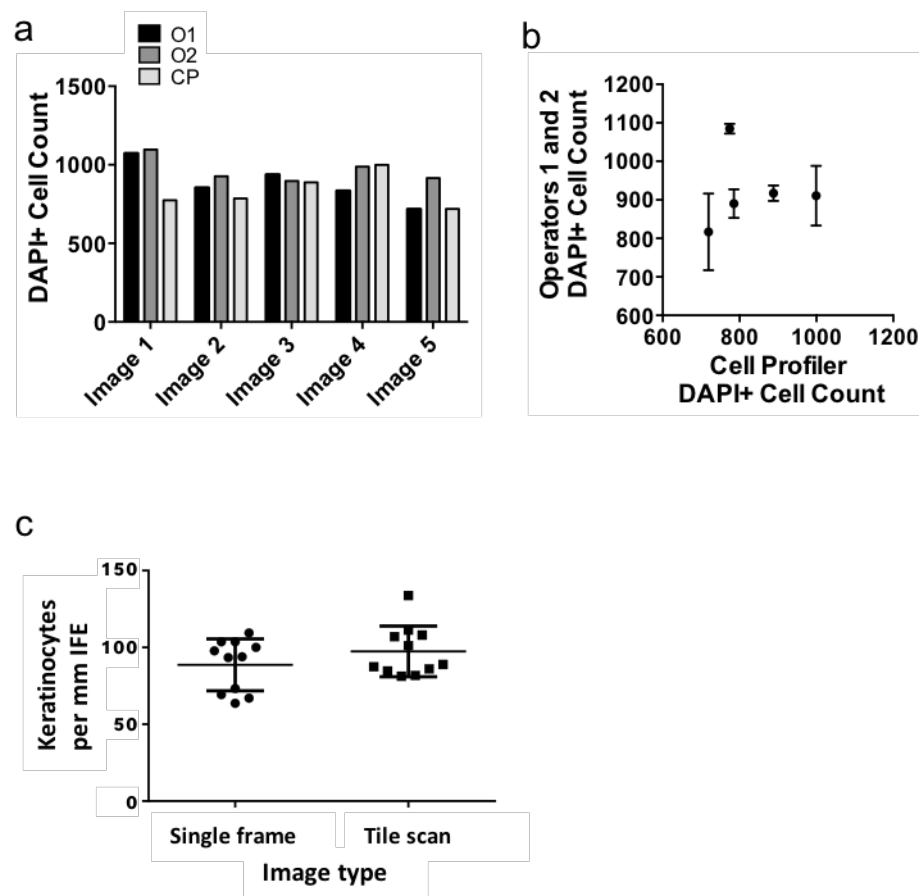 a
O1
O2
CP
DAPI+ Cell Count
1500
1000
500
0
Image 1
Image 2
Image 3
Image 4
Image 5
b
Operators 1 and 2
DAPI+ Cell Count
1200
1100
1000
900
800
700
600
600 800 1000 1200
Cell Profiler
DAPI+ Cell Count
c
Keratinocytes
per mm IFE
150
100
50
0
Single frame Tile scan
Image type